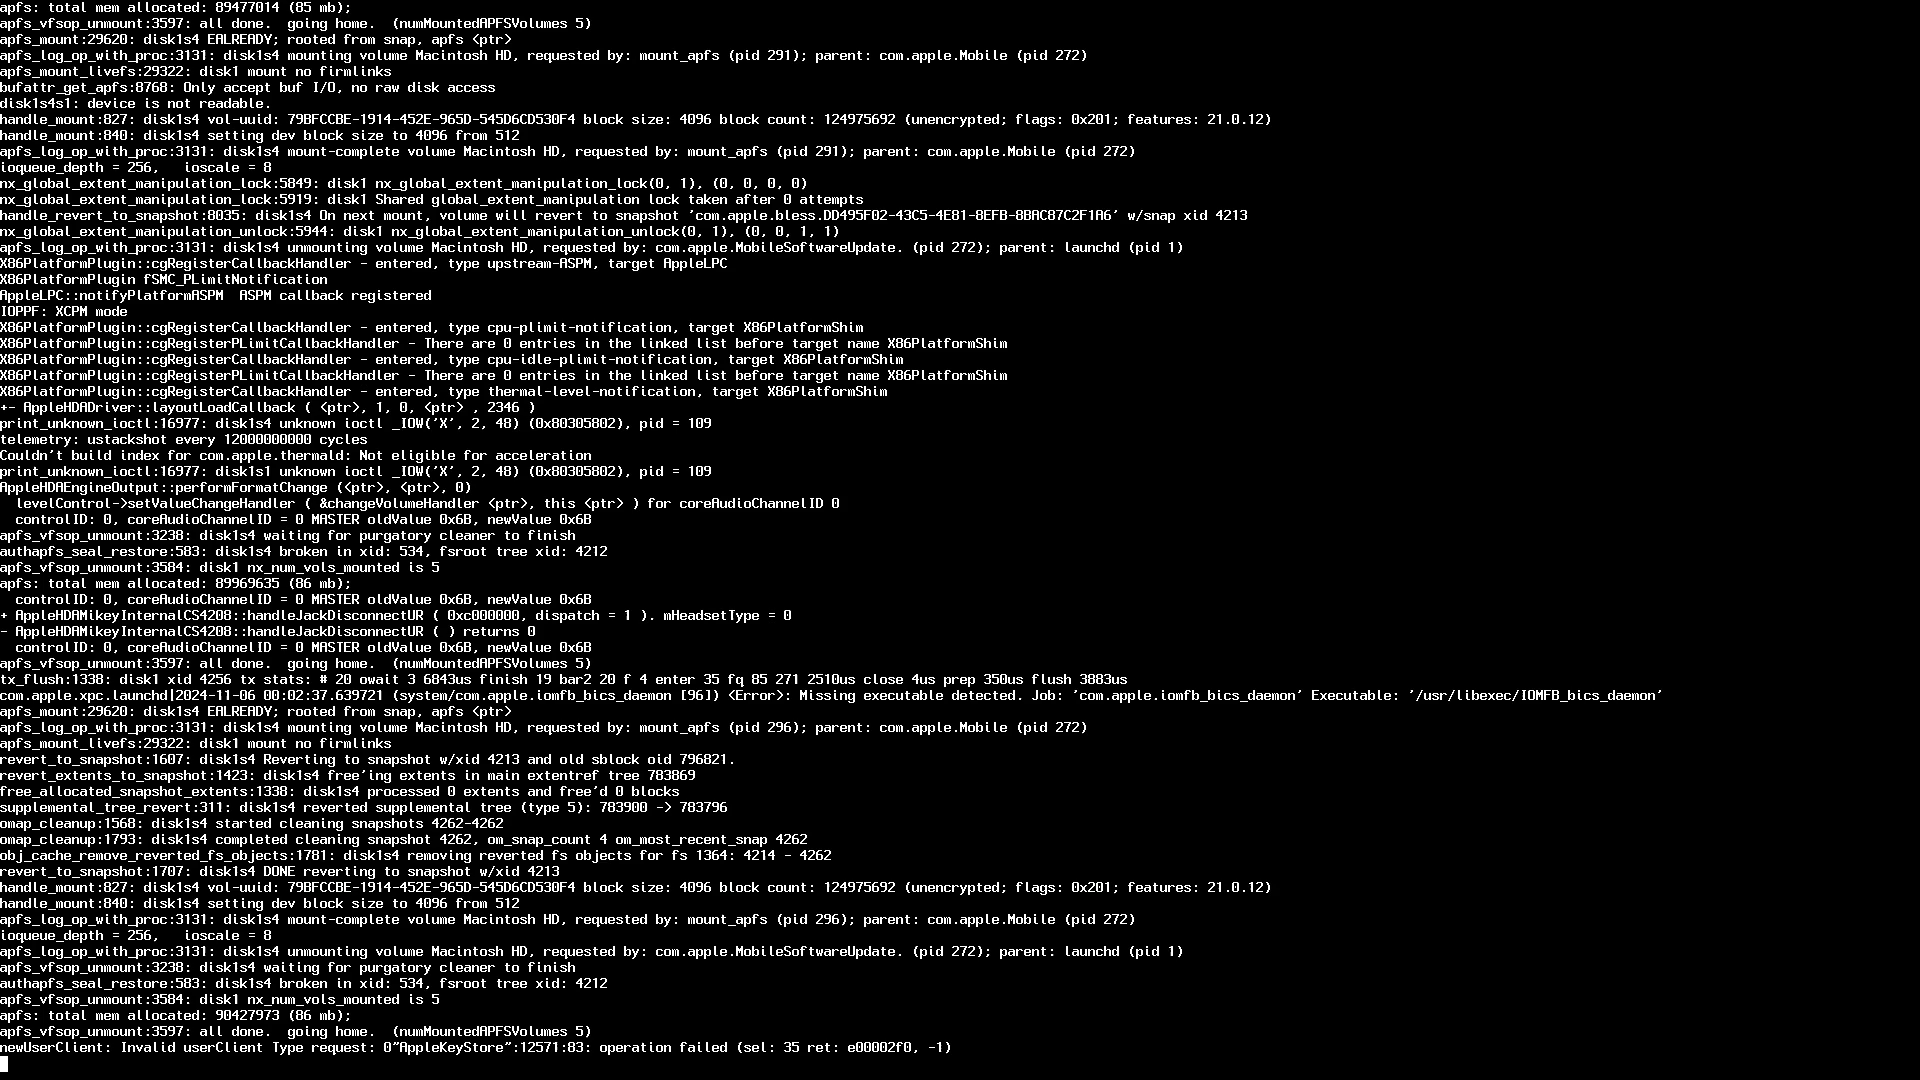 apfs: total mem allocated: 89477014 (85 mb);
apfs_vfsop_unmount:3597: all done.  going home.  (numMountedAPFSVolumes 5)
apfs_mount:29620: disk1s4 EALREADY; rooted from snap, apfs <ptr>
apfs_log_op_with_proc:3131: disk1s4 mounting volume Macintosh HD, requested by: mount_apfs (pid 291); parent: com.apple.Mobile (pid 272)
apfs_mount_livefs:29322: disk1 mount no firmlinks
bufattr_get_apfs:8768: Only accept buf I/O, no raw disk access
disk1s4s1: device is not readable.
handle_mount:827: disk1s4 vol-uuid: 79BFCCBE-1914-452E-965D-545D6CD530F4 block size: 4096 block count: 124975692 (unencrypted; flags: 0x201; features: 21.0.12)
handle_mount:840: disk1s4 setting dev block size to 4096 from 512
apfs_log_op_with_proc:3131: disk1s4 mount-complete volume Macintosh HD, requested by: mount_apfs (pid 291); parent: com.apple.Mobile (pid 272)
ioqueue_depth = 256,   ioscale = 8
nx_global_extent_manipulation_lock:5849: disk1 nx_global_extent_manipulation_lock(0, 1), (0, 0, 0, 0)
nx_global_extent_manipulation_lock:5919: disk1 Shared global_extent_manipulation lock taken after 0 attempts
handle_revert_to_snapshot:8035: disk1s4 On next mount, volume will revert to snapshot 'com.apple.bless.DD495F02-43C5-4E81-8EFB-8BAC87C2F1A6' w/snap xid 4213
nx_global_extent_manipulation_unlock:5944: disk1 nx_global_extent_manipulation_unlock(0, 1), (0, 0, 1, 1)
apfs_log_op_with_proc:3131: disk1s4 unmounting volume Macintosh HD, requested by: com.apple.MobileSoftwareUpdate. (pid 272); parent: launchd (pid 1)
X86PlatformPlugin::cgRegisterCallbackHandler - entered, type upstream-ASPM, target AppleLPC
X86PlatformPlugin fSMC_PLimitNotification
AppleLPC::notifyPlatformASPM  ASPM callback registered
IOPPF: XCPM mode
X86PlatformPlugin::cgRegisterCallbackHandler - entered, type cpu-plimit-notification, target X86PlatformShim
X86PlatformPlugin::cgRegisterPLimitCallbackHandler - There are 0 entries in the linked list before target name X86PlatformShim
X86PlatformPlugin::cgRegisterCallbackHandler - entered, type cpu-idle-plimit-notification, target X86PlatformShim
X86PlatformPlugin::cgRegisterPLimitCallbackHandler - There are 0 entries in the linked list before target name X86PlatformShim
X86PlatformPlugin::cgRegisterCallbackHandler - entered, type thermal-level-notification, target X86PlatformShim
+- AppleHDADriver::layoutLoadCallback ( <ptr>, 1, 0, <ptr> , 2346 )
print_unknown_ioctl:16977: disk1s4 unknown ioctl _IOW('X', 2, 48) (0x80305802), pid = 109
telemetry: ustackshot every 12000000000 cycles
Couldn't build index for com.apple.thermald: Not eligible for acceleration
print_unknown_ioctl:16977: disk1s1 unknown ioctl _IOW('X', 2, 48) (0x80305802), pid = 109
AppleHDAEngineOutput::performFormatChange (<ptr>, <ptr>, 0)
  levelControl->setValueChangeHandler ( &changeVolumeHandler <ptr>, this <ptr> ) for coreAudioChannelID 0
  controlID: 0, coreAudioChannelID = 0 MASTER oldValue 0x6B, newValue 0x6B
apfs_vfsop_unmount:3238: disk1s4 waiting for purgatory cleaner to finish
authapfs_seal_restore:583: disk1s4 broken in xid: 534, fsroot tree xid: 4212
apfs_vfsop_unmount:3584: disk1 nx_num_vols_mounted is 5
apfs: total mem allocated: 89969635 (86 mb);
  controlID: 0, coreAudioChannelID = 0 MASTER oldValue 0x6B, newValue 0x6B
+ AppleHDAMikeyInternalCS4208::handleJackDisconnectUR ( 0xc000000, dispatch = 1 ). mHeadsetType = 0
- AppleHDAMikeyInternalCS4208::handleJackDisconnectUR ( ) returns 0
  controlID: 0, coreAudioChannelID = 0 MASTER oldValue 0x6B, newValue 0x6B
apfs_vfsop_unmount:3597: all done.  going home.  (numMountedAPFSVolumes 5)
tx_flush:1338: disk1 xid 4256 tx stats: # 20 owait 3 6843us finish 19 bar2 20 f 4 enter 35 fq 85 271 2510us close 4us prep 350us flush 3883us
com.apple.xpc.launchd|2024-11-06 00:02:37.639721 (system/com.apple.iomfb_bics_daemon [96]) <Error>: Missing executable detected. Job: 'com.apple.iomfb_bics_daemon' Executable: '/usr/libexec/IOMFB_bics_daemon'
apfs_mount:29620: disk1s4 EALREADY; rooted from snap, apfs <ptr>
apfs_log_op_with_proc:3131: disk1s4 mounting volume Macintosh HD, requested by: mount_apfs (pid 296); parent: com.apple.Mobile (pid 272)
apfs_mount_livefs:29322: disk1 mount no firmlinks
revert_to_snapshot:1607: disk1s4 Reverting to snapshot w/xid 4213 and old sblock oid 796821.
revert_extents_to_snapshot:1423: disk1s4 free'ing extents in main extentref tree 783869
free_allocated_snapshot_extents:1338: disk1s4 processed 0 extents and free'd 0 blocks
supplemental_tree_revert:311: disk1s4 reverted supplemental tree (type 5): 783900 -> 783796
omap_cleanup:1568: disk1s4 started cleaning snapshots 4262-4262
omap_cleanup:1793: disk1s4 completed cleaning snapshot 4262, om_snap_count 4 om_most_recent_snap 4262
obj_cache_remove_reverted_fs_objects:1781: disk1s4 removing reverted fs objects for fs 1364: 4214 - 4262
revert_to_snapshot:1707: disk1s4 DONE reverting to snapshot w/xid 4213
handle_mount:827: disk1s4 vol-uuid: 79BFCCBE-1914-452E-965D-545D6CD530F4 block size: 4096 block count: 124975692 (unencrypted; flags: 0x201; features: 21.0.12)
handle_mount:840: disk1s4 setting dev block size to 4096 from 512
apfs_log_op_with_proc:3131: disk1s4 mount-complete volume Macintosh HD, requested by: mount_apfs (pid 296); parent: com.apple.Mobile (pid 272)
ioqueue_depth = 256,   ioscale = 8
apfs_log_op_with_proc:3131: disk1s4 unmounting volume Macintosh HD, requested by: com.apple.MobileSoftwareUpdate. (pid 272); parent: launchd (pid 1)
apfs_vfsop_unmount:3238: disk1s4 waiting for purgatory cleaner to finish
authapfs_seal_restore:583: disk1s4 broken in xid: 534, fsroot tree xid: 4212
apfs_vfsop_unmount:3584: disk1 nx_num_vols_mounted is 5
apfs: total mem allocated: 90427973 (86 mb);
apfs_vfsop_unmount:3597: all done.  going home.  (numMountedAPFSVolumes 5)
newUserClient: Invalid userClient Type request: 0"AppleKeyStore":12571:83: operation failed (sel: 35 ret: e00002f0, -1)